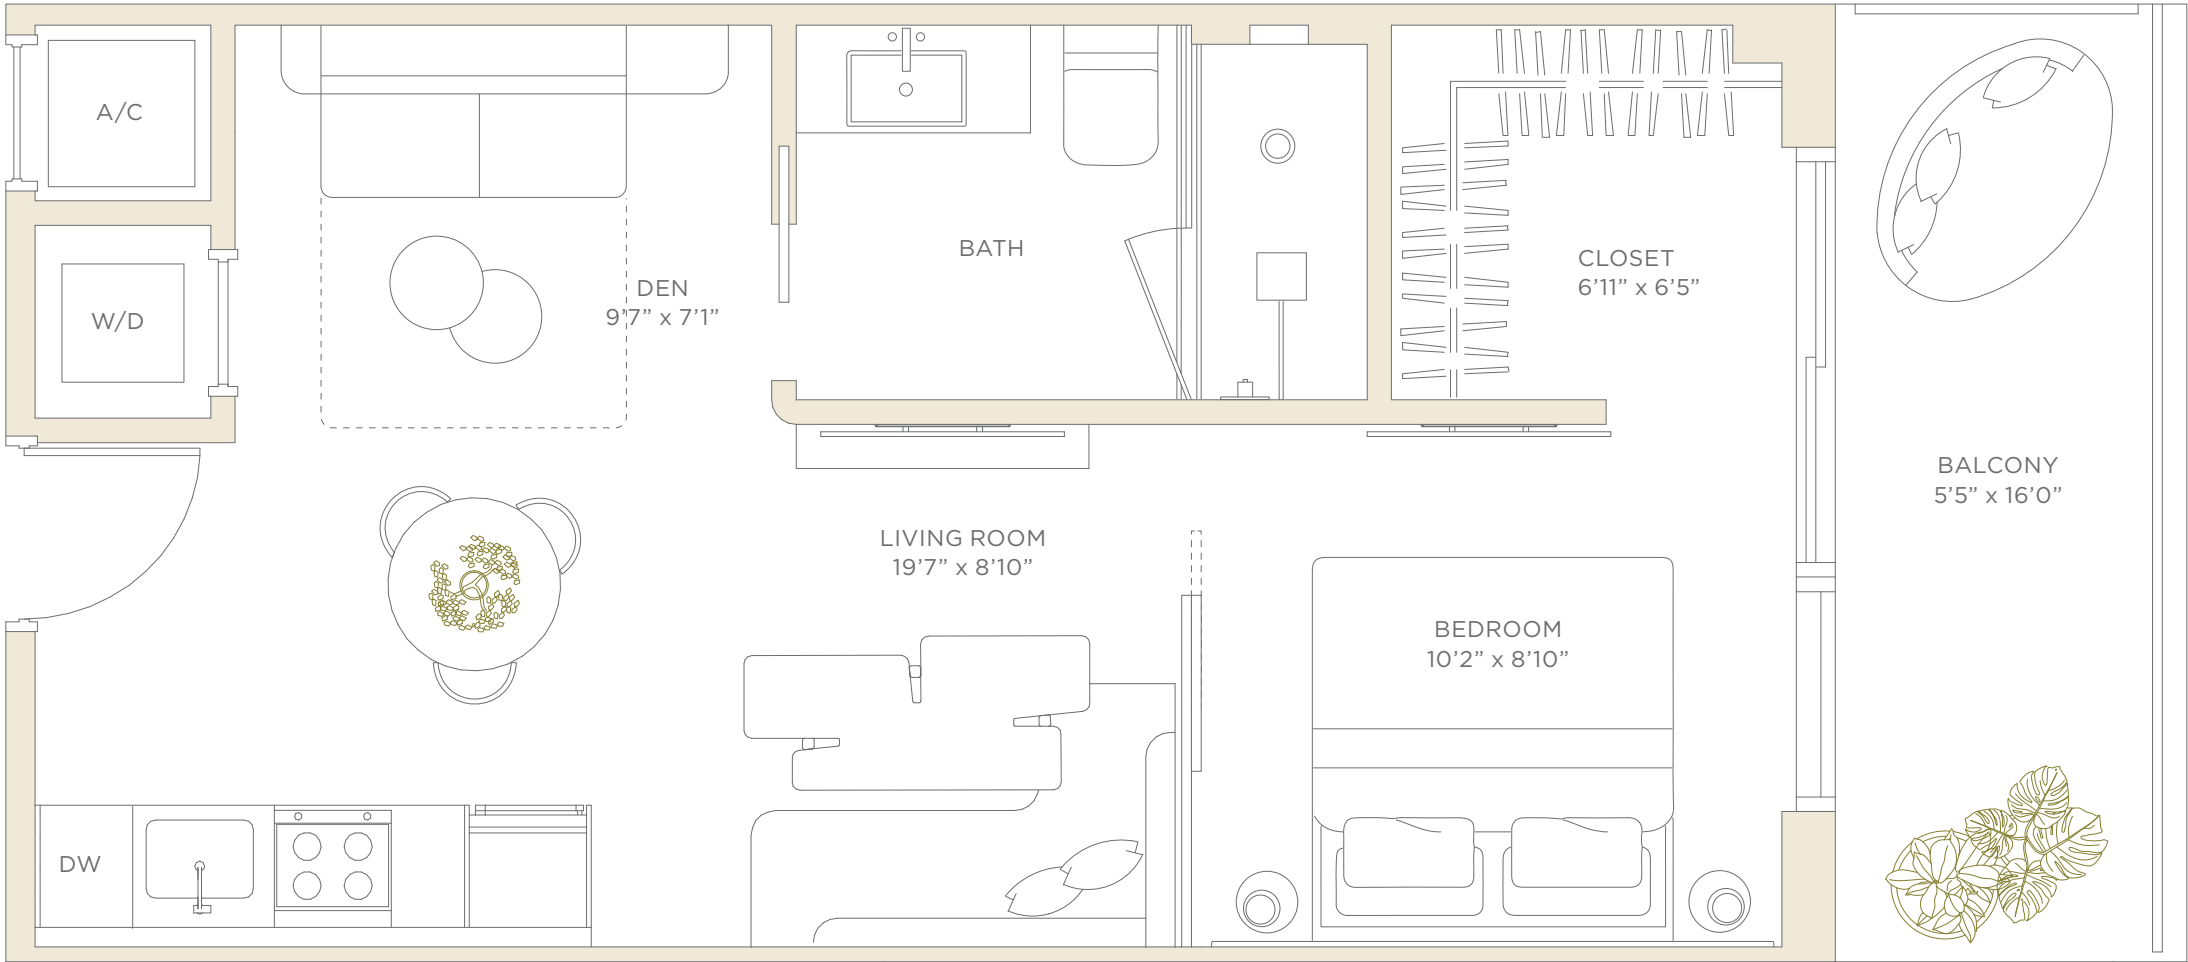 A/C
W/D
DEN
9’7” x 7’1”
BATH
CLOSET
6’11” x 6’5”
BALCONY
5’5” x 16’0”
LIVING ROOM
19’7” x 8’10”
BEDROOM
10’2” x 8’10”
DW